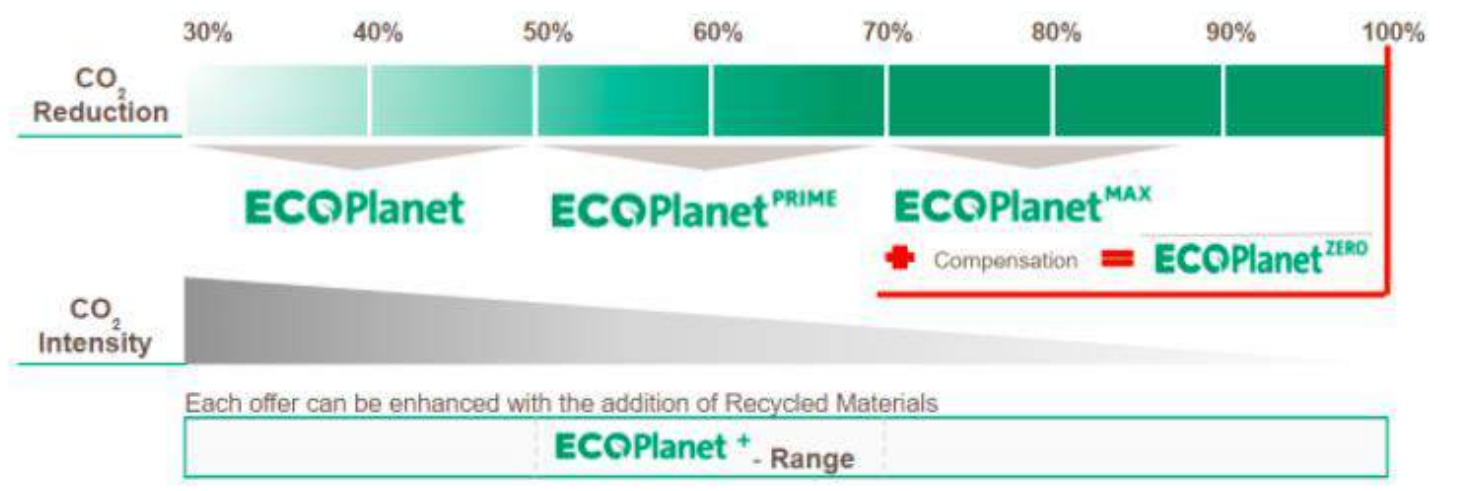 30% 40% 50% 60% 70% 80% 90% 100%
CO2
Reduction
ECOPlanet ECOPlanet PRIME ECOPlanet MAX
+ Compensation = ECOPlanet ZERO
CO2
Intensity
Each offer can be enhanced with the addition of Recycled Materials
ECOPlanet + - Range